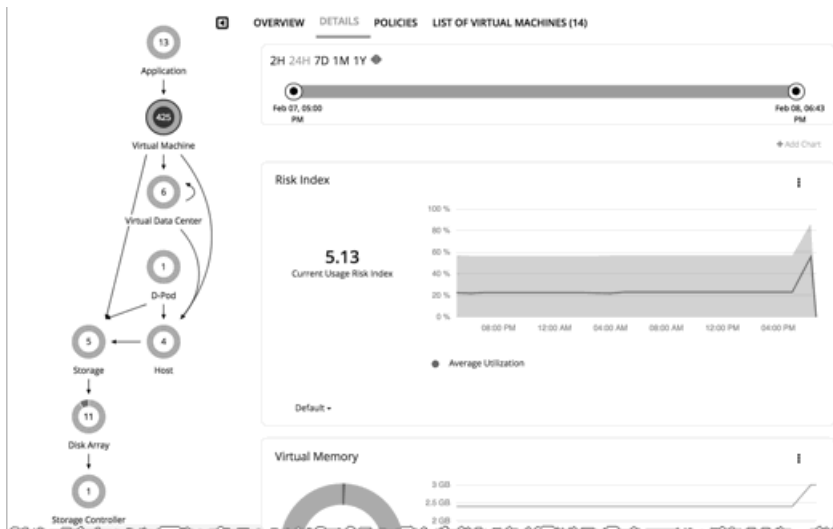 OVERVIEW DETAILS POLICIES LIST OF VIRTUAL MACHINES (14)
13
Application
425
Virtual Machine
6
Virtual Data Center
1
D-Pod
5
Storage
4
Host
11
Disk Array
1
Storage Controller
2H 24H 7D 1M 1Y
Feb 07, 05:00
PM
Feb 08, 06:43
PM
+ Add Chart
Risk Index
5.13
Current Usage Risk Index
100 %
80 %
60 %
40 %
20 %
0 %
08:00 PM 12:00 AM 04:00 AM 08:00 AM 12:00 PM 04:00 PM
Average Utilization
Default
Virtual Memory
3 GB
2.5 GB
2 GB